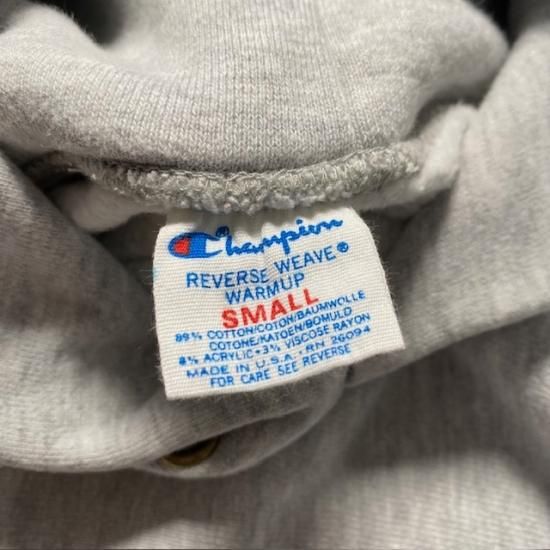 Champion
REVERSE WEAVE®
WARMUP
SMALL
89% COTTON/COTON/BAUMWOLLE
COTONE/KATOEN/BOMULD
8% ACRYLIC•3% VISCOSE RAYON
MADE IN U.S.A.•RN 26094
FOR CARE SEE REVERSE